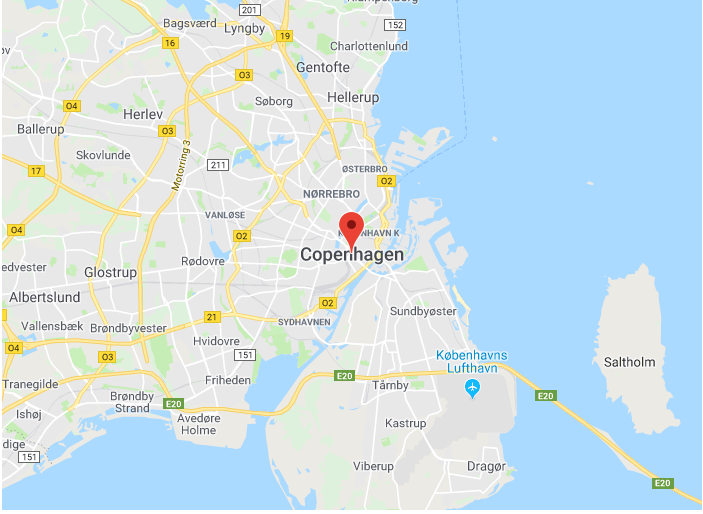 Klampenborg
201
152
Bagsværd
Lyngby
19
16
Charlottenlund
Gentofte
O3
Søborg
Hellerup
O4
Herlev
Ballerup
O3
Skovlunde
Motorring 3
211
17
ØSTERBRO
O2
NØRREBRO
VANLØSE
O4
O2
KØBENHAVN K
Copenhagen
Rødovre
Glostrup
Albertslund
O2
Sundbyøster
21
SYDHAVNEN
Vallensbæk
Brøndbyvester
Hvidovre
O4
O3
151
Københavns
Lufthavn
Saltholm
Tranegilde
Friheden
E20
Tårnby
Brøndby
Strand
E20
E20
Ishøj
Avedøre
Holme
Kastrup
151
Viberup
Dragør
E20